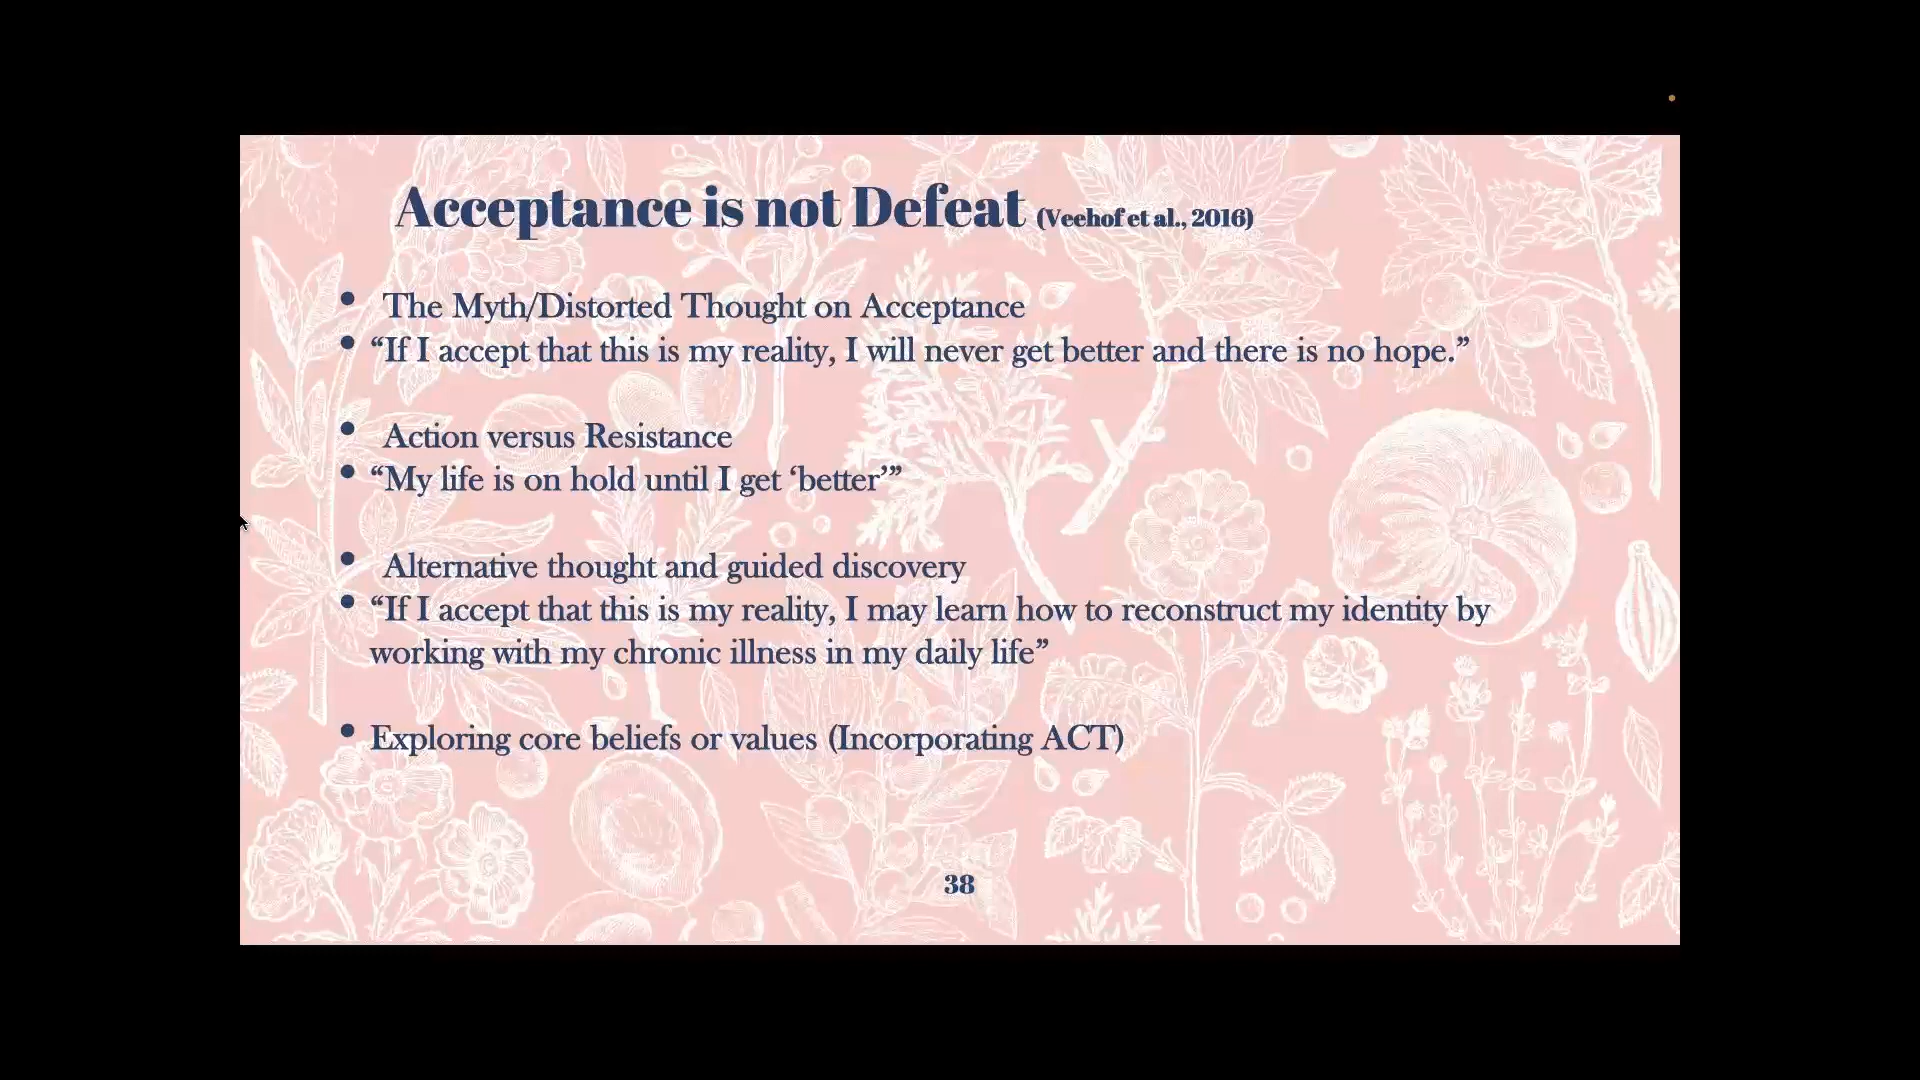 Acceptance is not Defeat (Veehof et al., 2016)
• The Myth/Distorted Thought on Acceptance
• “If I accept that this is my reality, I will never get better and there is no hope.”
• Action versus Resistance
• “My life is on hold until I get ‘better’”
• Alternative thought and guided discovery
• “If I accept that this is my reality, I may learn how to reconstruct my identity by
working with my chronic illness in my daily life”
• Exploring core beliefs or values (Incorporating ACT)
38